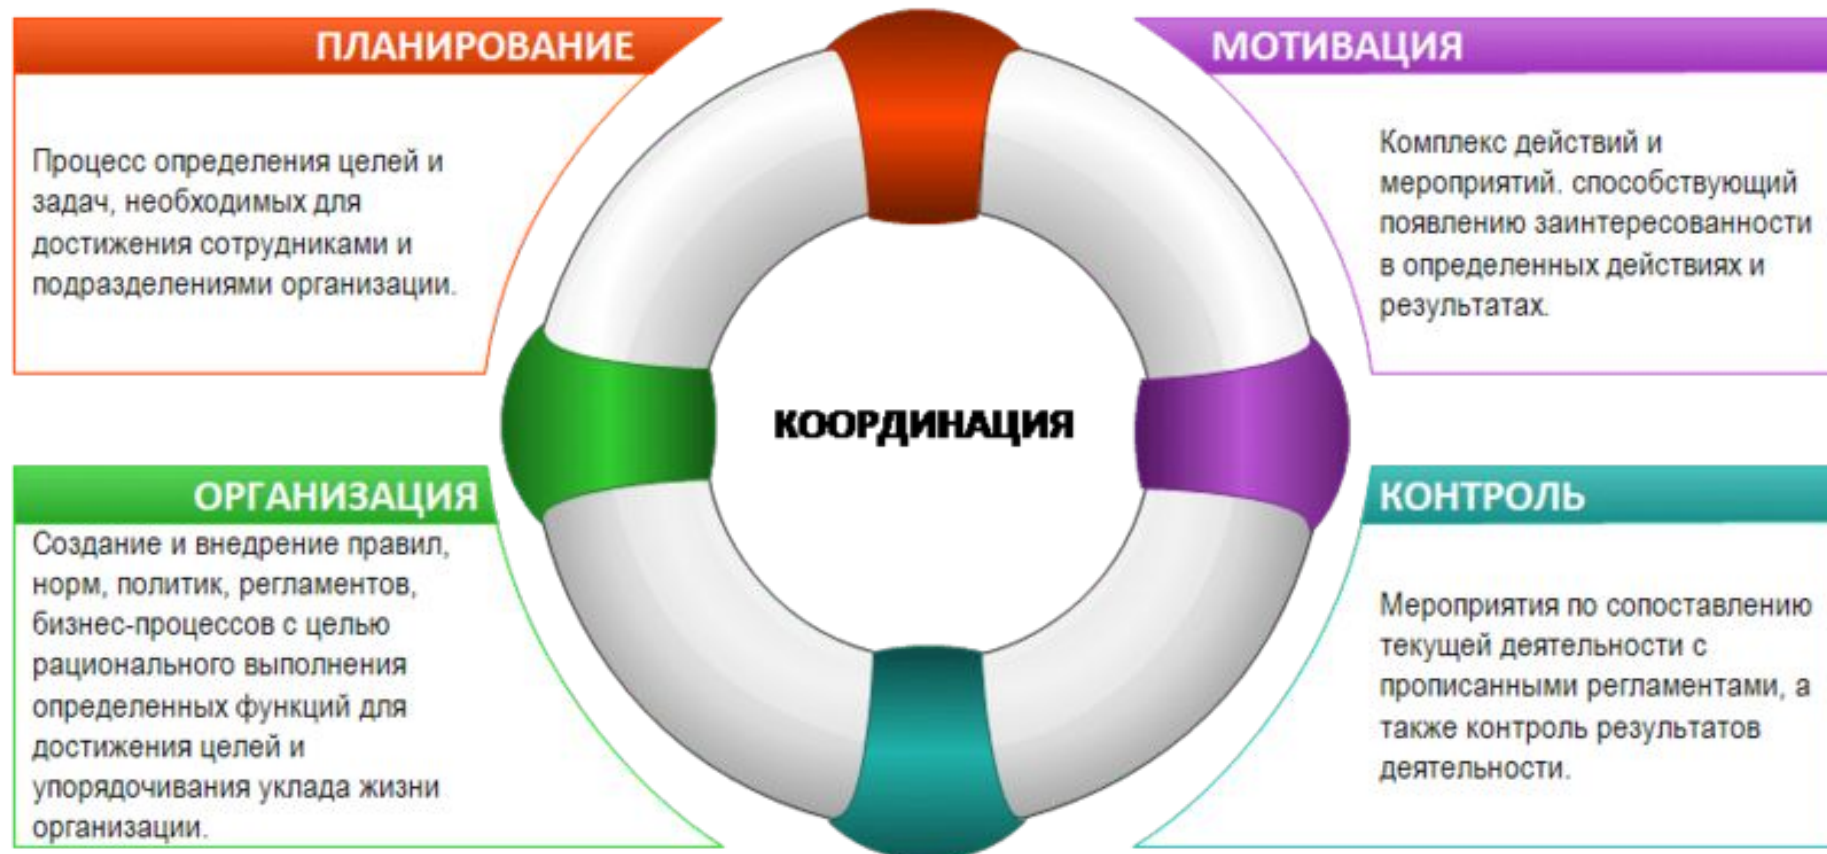 ПЛАНИРОВАНИЕ
Процесс определения целей и
задач, необходимых для
достижения сотрудниками и
подразделениями организации.
МОТИВАЦИЯ
Комплекс действий и
мероприятий. способствующий
появлению заинтересованности
в определенных действиях и
результатах.
КООРДИНАЦИЯ
ОРГАНИЗАЦИЯ
Создание и внедрение правил,
норм, политик, регламентов,
бизнес-процессов с целью
рационального выполнения
определенных функций для
достижения целей и
упорядочивания уклада жизни
организации.
КОНТРОЛЬ
Мероприятия по сопоставлению
текущей деятельности с
прописанными регламентами, а
также контроль результатов
деятельности.